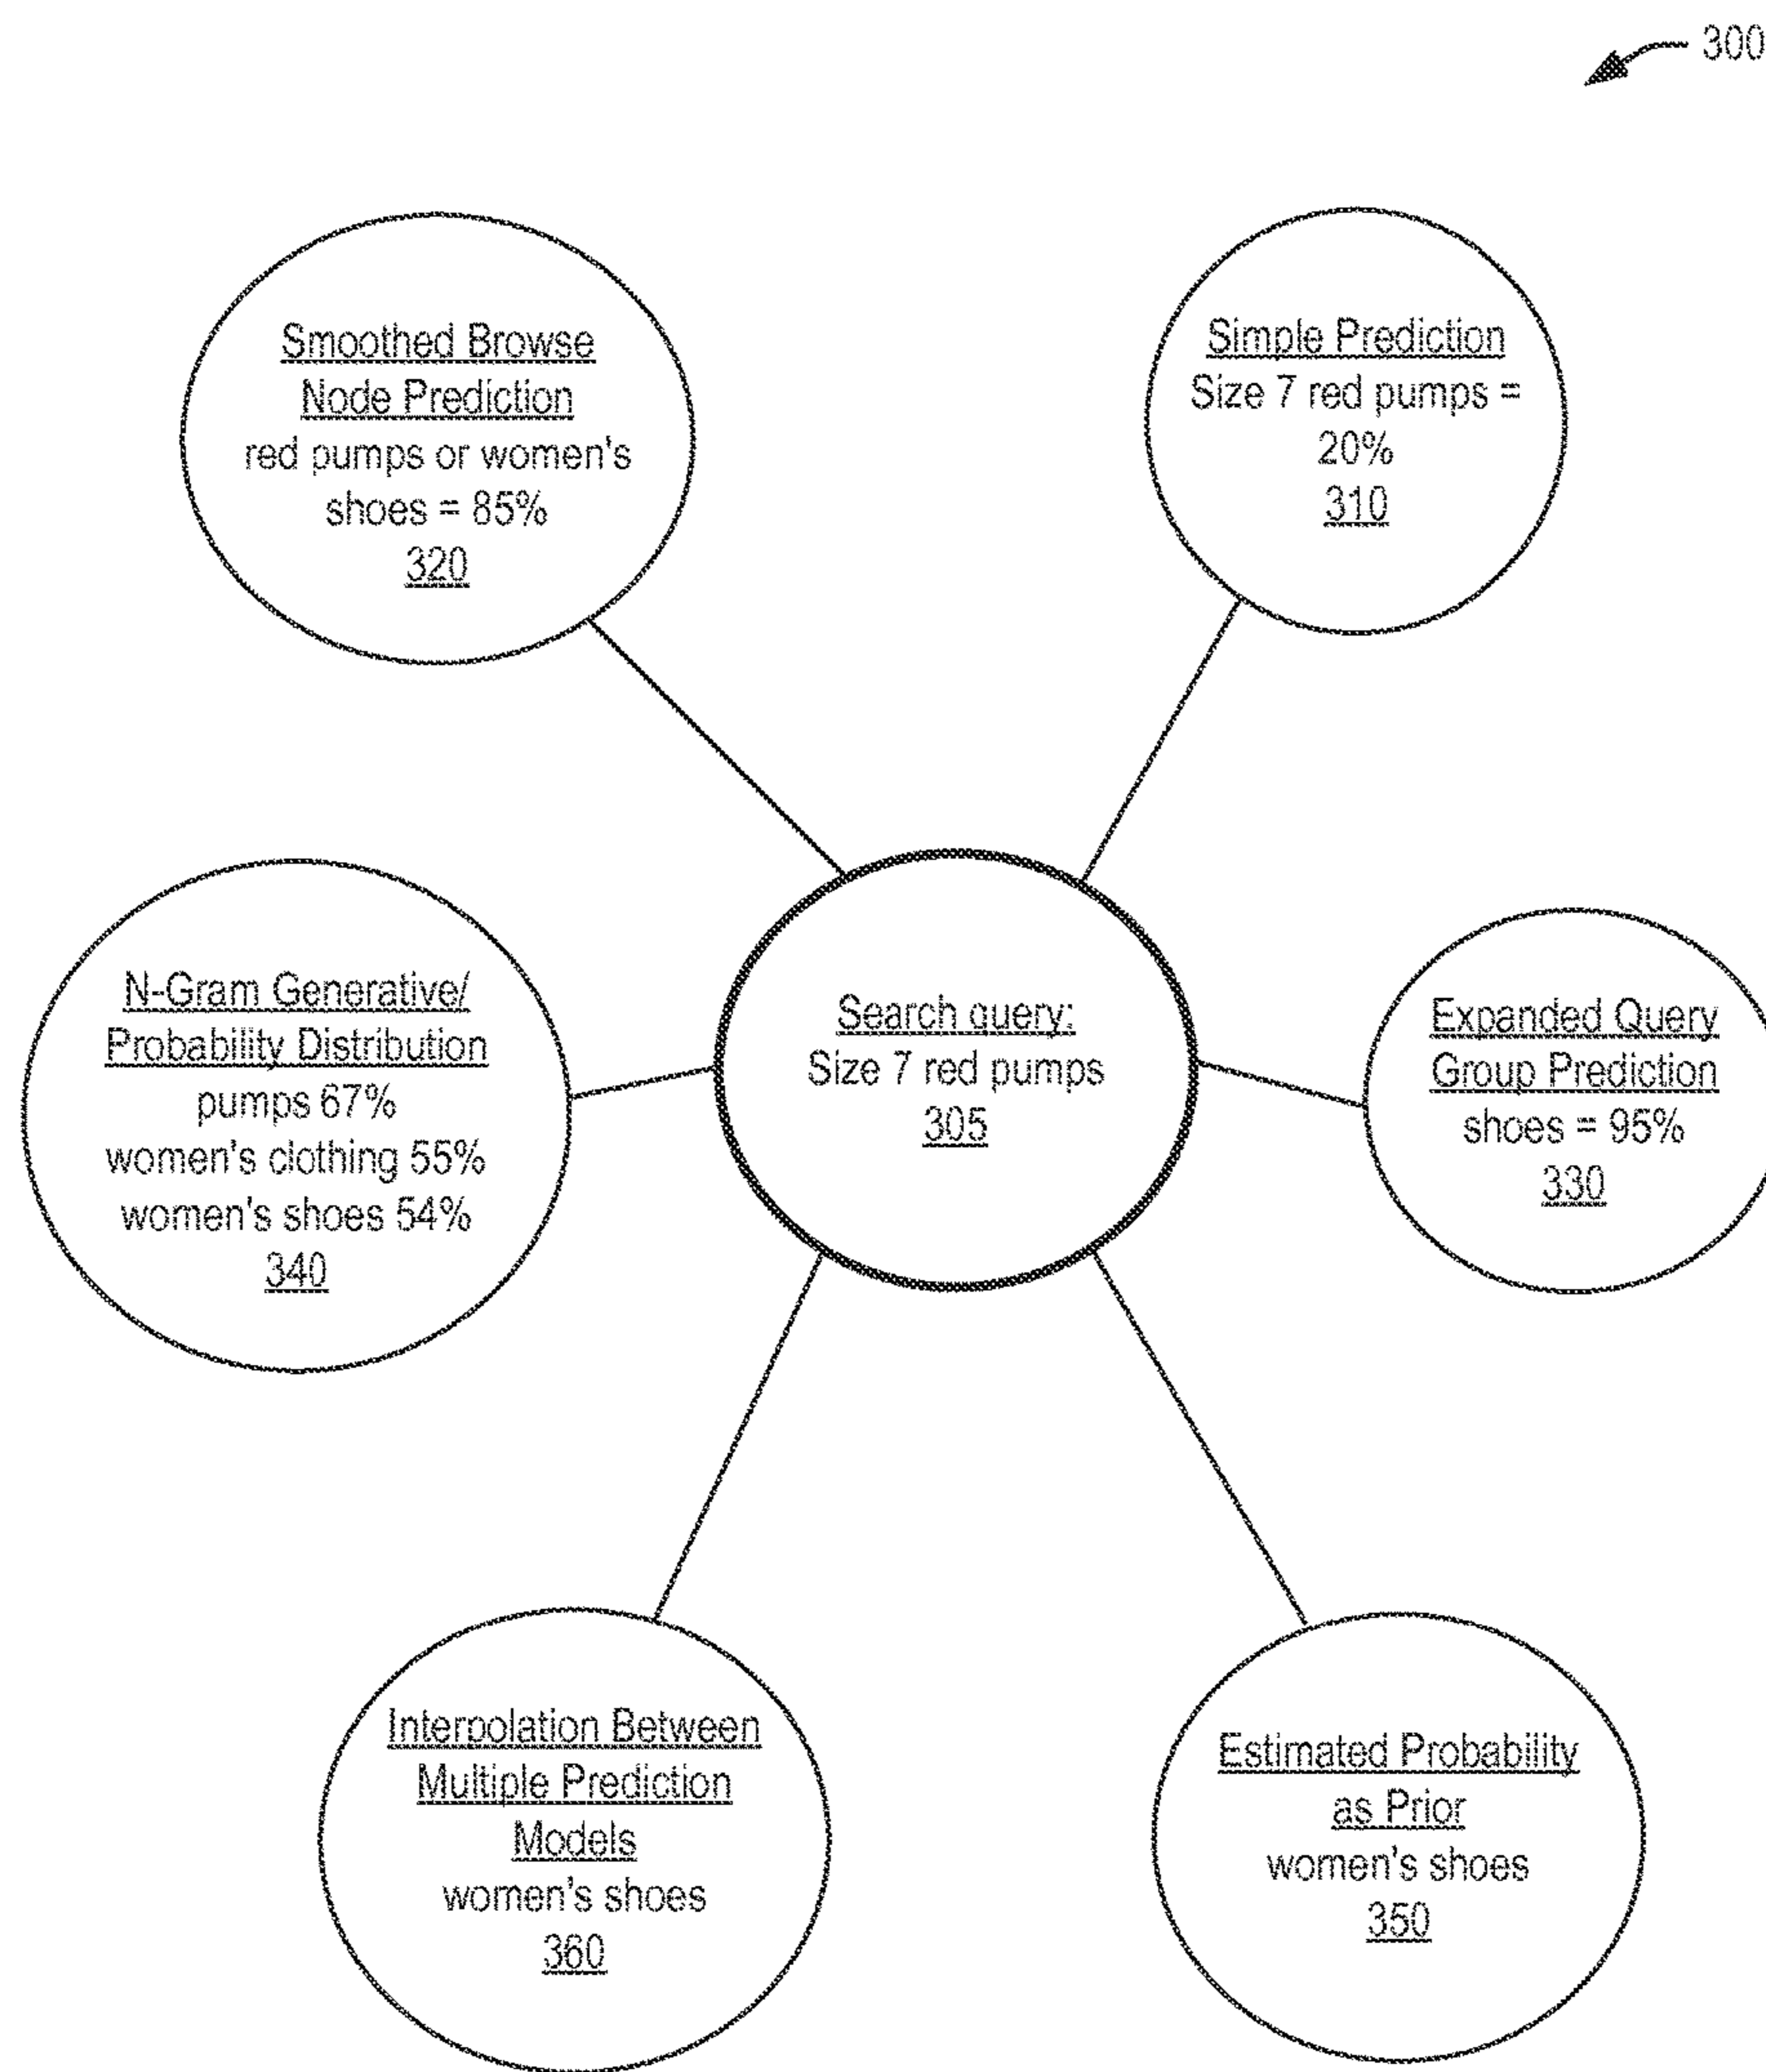 300
Smoothed Browse
Node Prediction
red pumps or women's
shoes = 85%
320
Simple Prediction
Size 7 red pumps =
20%
310
N-Gram Generative/
Probability Distribution
pumps 67%
women's clothing 55%
women's shoes 54%
340
Search query:
Size 7 red pumps
305
Expanded Query
Group Prediction
shoes = 95%
330
Interpolation Between
Multiple Prediction
Models
women's shoes
360
Estimated Probability
as Prior
women's shoes
350